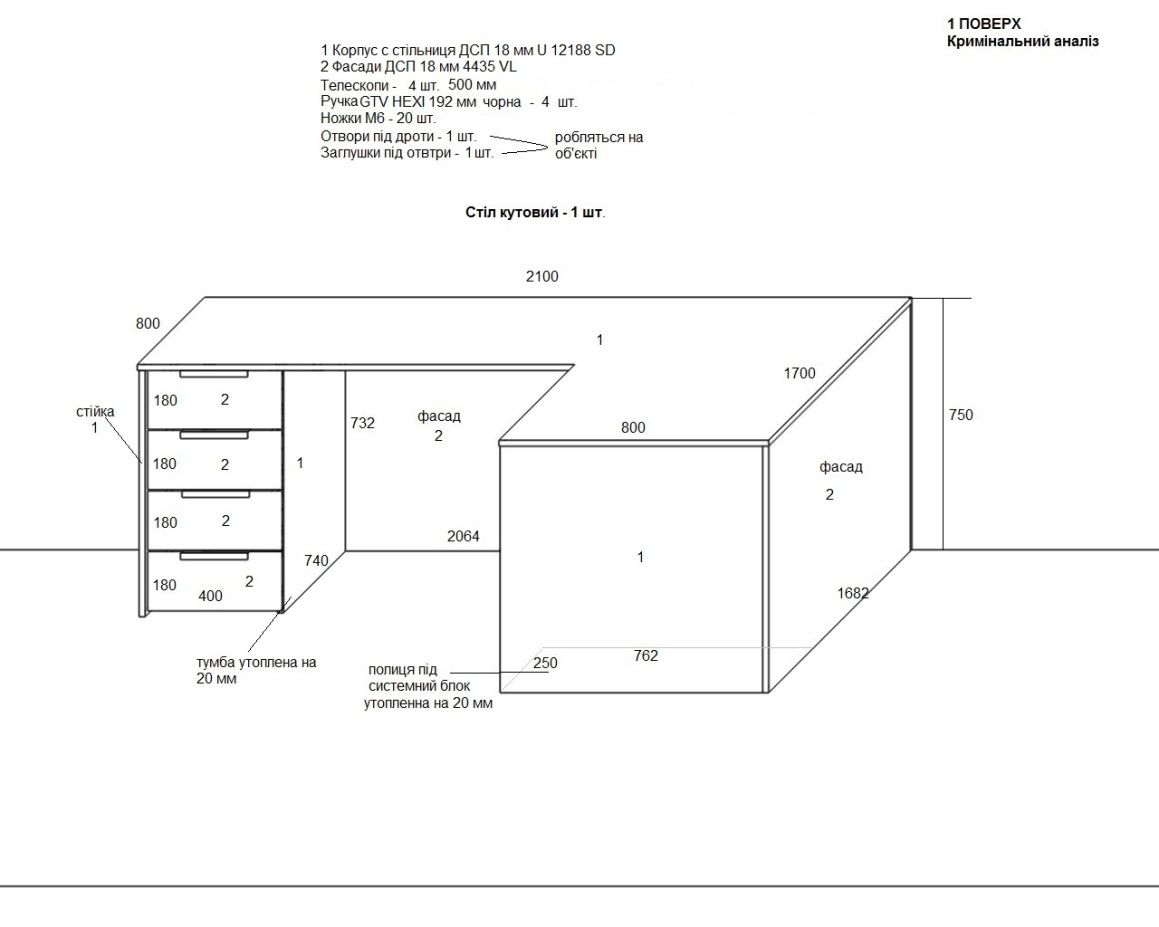 1 ПОВЕРХ
Кримінальний аналіз
1 Корпус с стільниця ДСП 18 мм U 12188 SD
2 Фасади ДСП 18 мм 4435 VL
Телескопи - 4 шт. 500 мм
Ручка GTV HEXI 192 мм чорна - 4 шт.
Ножки М6 - 20 шт.
Отвори під дроти - 1 шт.
Заглушки під отвтри - 1 шт.
робляться на
об'єкті
Стіл кутовий - 1 шт.
2100
800
1
1700
800
750
стійка
1
180 2
180 2
180 2
180 2
400
1
732
фасад
2
2064
740
фасад
2
1
1682
762
250
тумба утоплена на
20 мм
полиця під
системний блок
утопленна на 20 мм